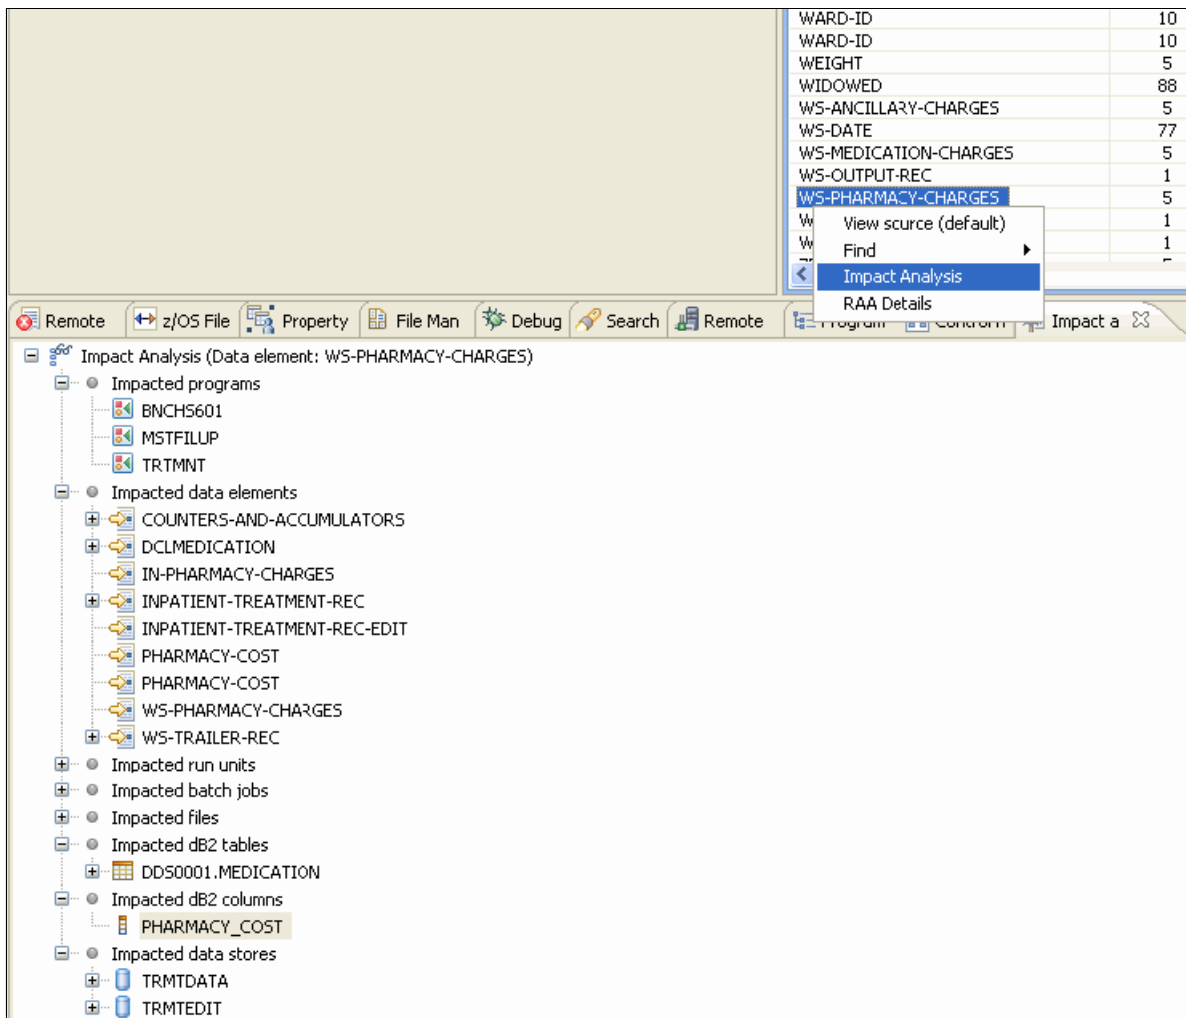 WARD-ID 10
WARD-ID 10
WEIGHT 5
WIDOWED 88
WS-ANCILLARY-CHARGES 5
WS-DATE 77
WS-MEDICATION-CHARGES 5
WS-OUTPUT-REC 1
WS-PHARMACY-CHARGES 5
W 1
W 1
View source (default)
Find
Impact Analysis
RAA Details
Remote z/OS File Property File Man Debug Search Remote Program Impact a
Impact Analysis (Data element: WS-PHARMACY-CHARGES)
Impacted programs
BNCHS601
MSTFILUP
TRTMNT
Impacted data elements
COUNTERS-AND-ACCUMULATORS
DCLMEDICATION
IN-PHARMACY-CHARGES
INPATIENT-TREATMENT-REC
INPATIENT-TREATMENT-REC-EDIT
PHARMACY-COST
PHARMACY-COST
WS-PHARMACY-CHARGES
WS-TRAILER-REC
Impacted run units
Impacted batch jobs
Impacted files
Impacted dB2 tables
DDS0001.MEDICATION
Impacted dB2 columns
PHARMACY_COST
Impacted data stores
TRMTDATA
TRMTEDIT